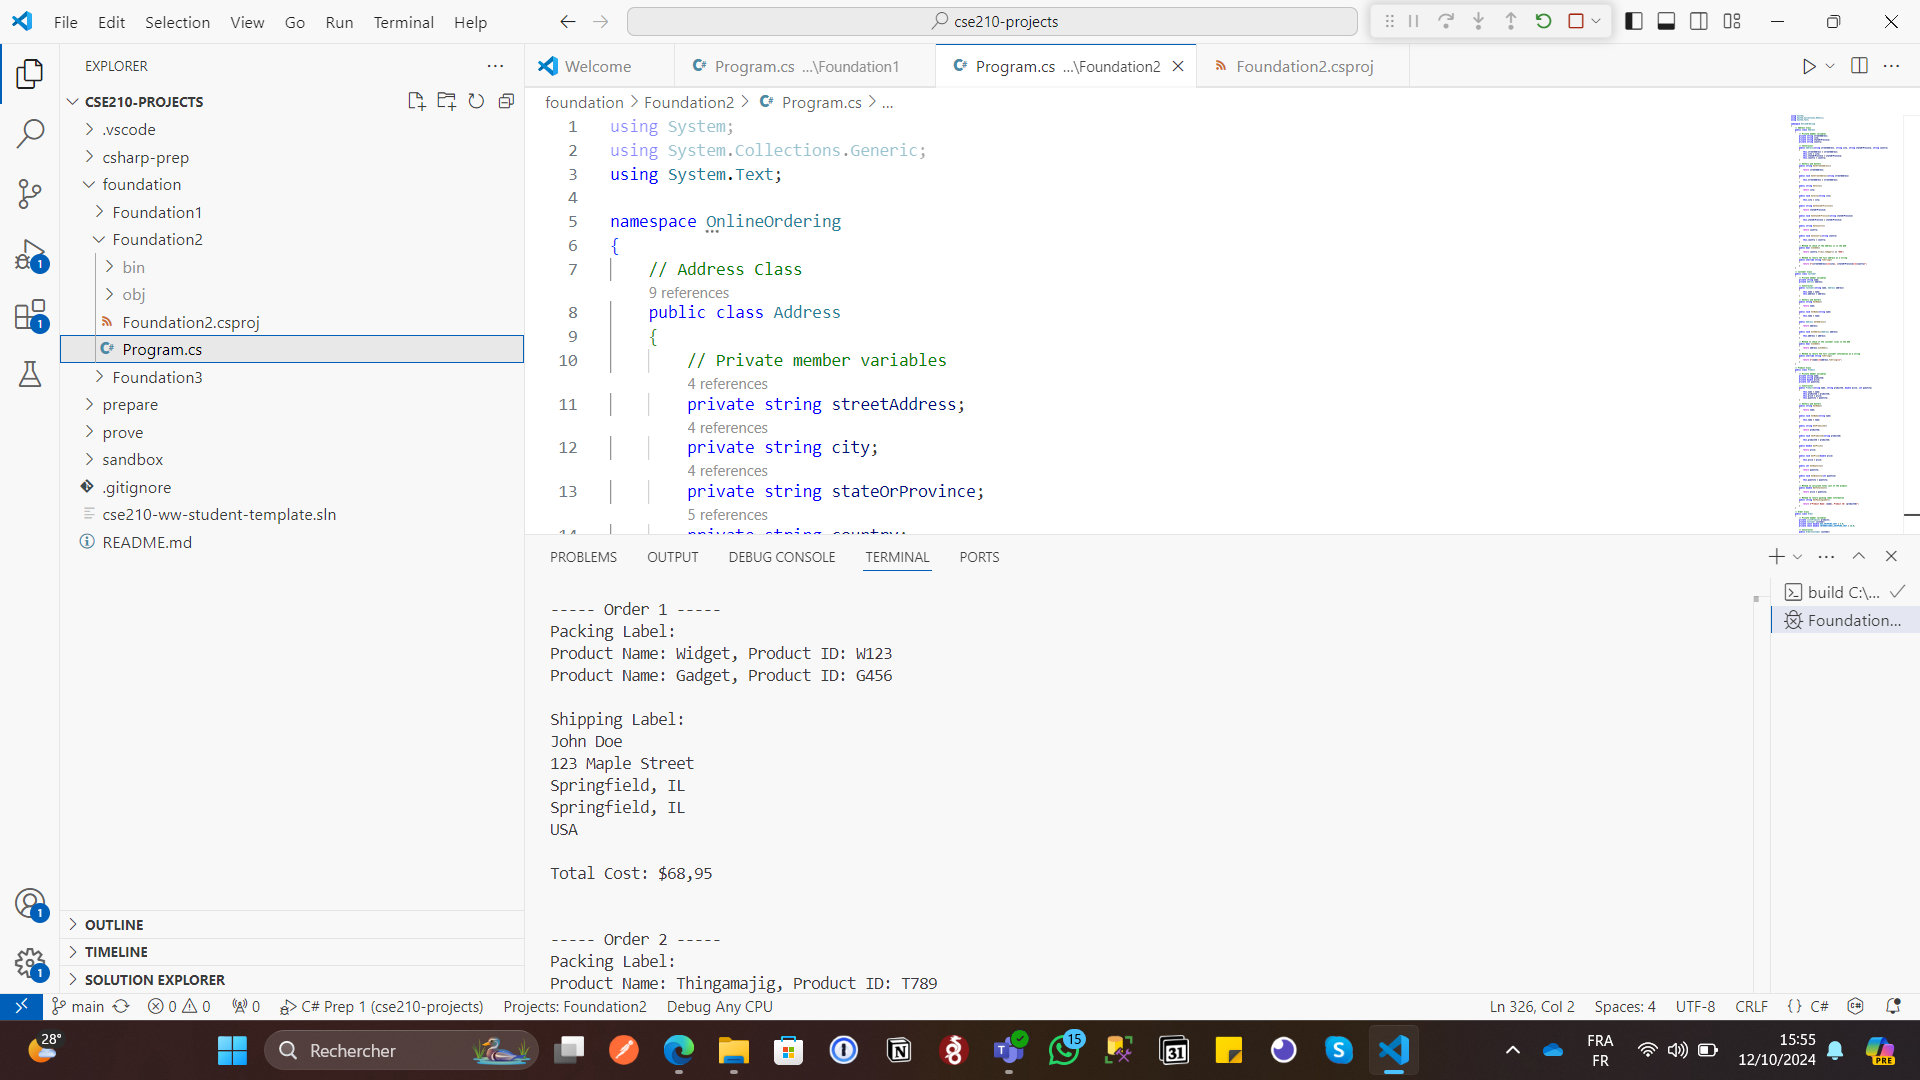 File Edit Selection View Go Run Terminal Help
cse210-projects
EXPLORER
CSE210-PROJECTS
.vscode
csharp-prep
foundation
Foundation1
Foundation2
bin
obj
Foundation2.csproj
Program.cs
Foundation3
prepare
prove
sandbox
.gitignore
cse210-ww-student-template.sln
README.md
OUTLINE
TIMELINE
SOLUTION EXPLORER
1
1
1
1
Welcome
Program.cs ...\Foundation1
Program.cs ...\Foundation2
Foundation2.csproj
foundation > Foundation2 > Program.cs > ...
1 using System;
2 using System.Collections.Generic;
3 using System.Text;
4
5 namespace OnlineOrdering
6 {
7 // Address Class
9 references
8 public class Address
9 {
10 // Private member variables
4 references
11 private string streetAddress;
4 references
12 private string city;
4 references
13 private string stateOrProvince;
5 references
14 private string country;
PROBLEMS OUTPUT DEBUG CONSOLE TERMINAL PORTS
build C:\...
Foundation...
----- Order 1 -----
Packing Label:
Product Name: Widget, Product ID: W123
Product Name: Gadget, Product ID: G456
Shipping Label:
John Doe
123 Maple Street
Springfield, IL
Springfield, IL
USA
Total Cost: $68,95
----- Order 2 -----
Packing Label:
Product Name: Thingamajig, Product ID: T789
main 0 0 0 C# Prep 1 (cse210-projects) Projects: Foundation2 Debug Any CPU
Ln 326, Col 2 Spaces: 4 UTF-8 CRLF {} C#
28°
Rechercher
15
31
FRA
FR
15:55
12/10/2024
PRE